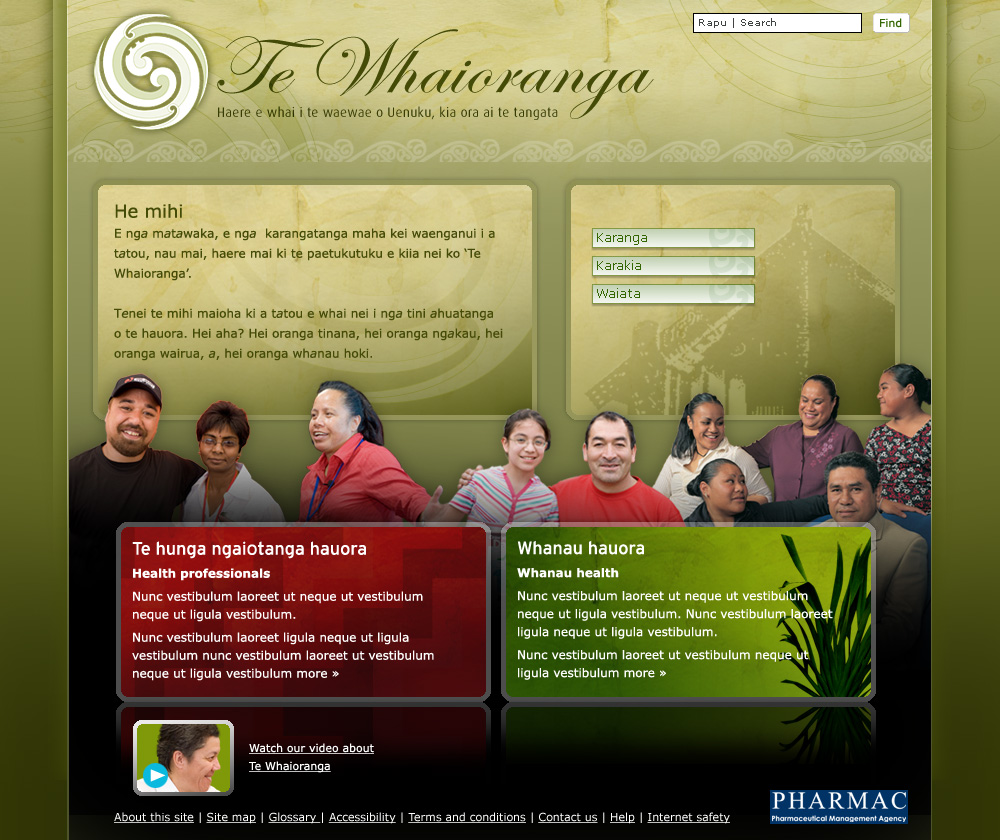 Rapu | Search
Find
Te Whaioranga
Haere e whai i te waewae o Uenuku, kia ora ai te tangata
He mihi
E nga matawaka, e nga karangatanga maha kei waenganui i a
tatou, nau mai, haere mai ki te paetukutuku e kiia nei ko ‘Te
Whaioranga’.
Tenei te mihi maioha ki a tatou e whai nei i nga tini ahuatanga
o te hauora. Hei aha? Hei oranga tinana, hei oranga ngakau, hei
oranga wairua, a, hei oranga whanau hoki.
Karanga
Karakia
Waiata
Te hunga ngaiotanga hauora
Health professionals
Nunc vestibulum laoreet ut neque ut vestibulum
neque ut ligula vestibulum.
Nunc vestibulum laoreet ligula neque ut ligula
vestibulum nunc vestibulum laoreet ut vestibulum
neque ut ligula vestibulum more »
Whanau hauora
Whanau health
Nunc vestibulum laoreet ut neque ut vestibulum
neque ut ligula vestibulum. Nunc vestibulum laoreet
ligula neque ut ligula vestibulum.
Nunc vestibulum laoreet ut vestibulum neque ut
ligula vestibulum more »
Watch our video about
Te Whaioranga
About this site | Site map | Glossary | Accessibility | Terms and conditions | Contact us | Help | Internet safety
PHARMAC
Pharmaceutical Management Agency